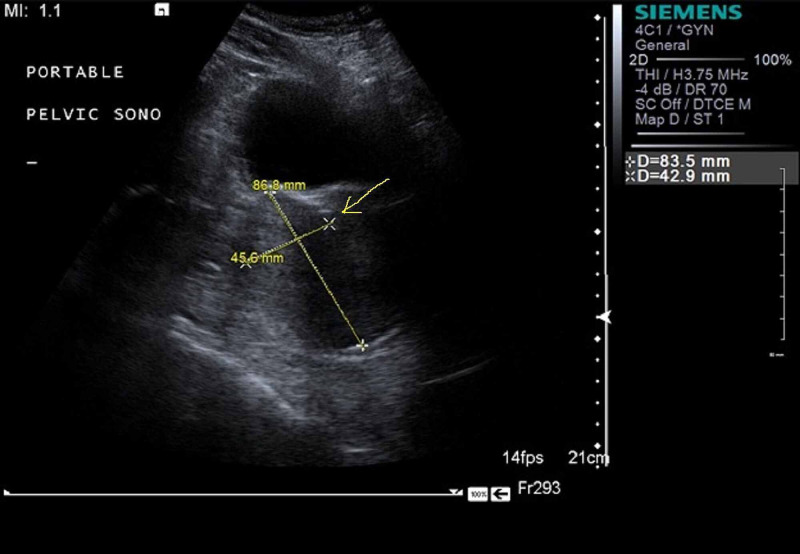 MI: 1.1
PORTABLE
PELVIC SONO
SIEMENS
4C1 / *GYN
General
2D 100%
THI / H3.75 MHz
-4 dB / DR 70
SC Off / DTCE M
Map D / ST 1
D=83.5 mm
D=42.9 mm
86.8 mm
45.6 mm
14fps 21cm
100%
Fr293